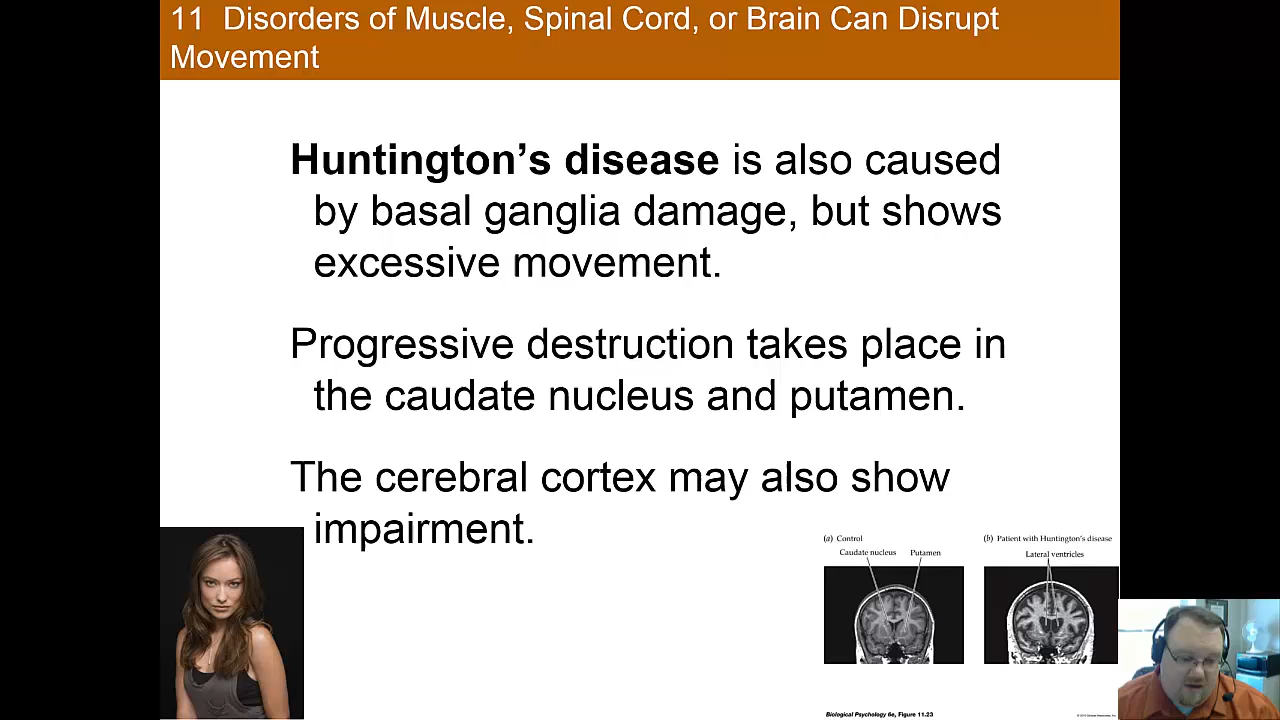 11 Disorders of Muscle, Spinal Cord, or Brain Can Disrupt
Movement
Huntington’s disease is also caused
by basal ganglia damage, but shows
excessive movement.
Progressive destruction takes place in
the caudate nucleus and putamen.
The cerebral cortex may also show
impairment.
(a) Control
Caudate nucleus Putamen
(b) Patient with Huntington’s disease
Lateral ventricles
Biological Psychology 6e, Figure 11.23